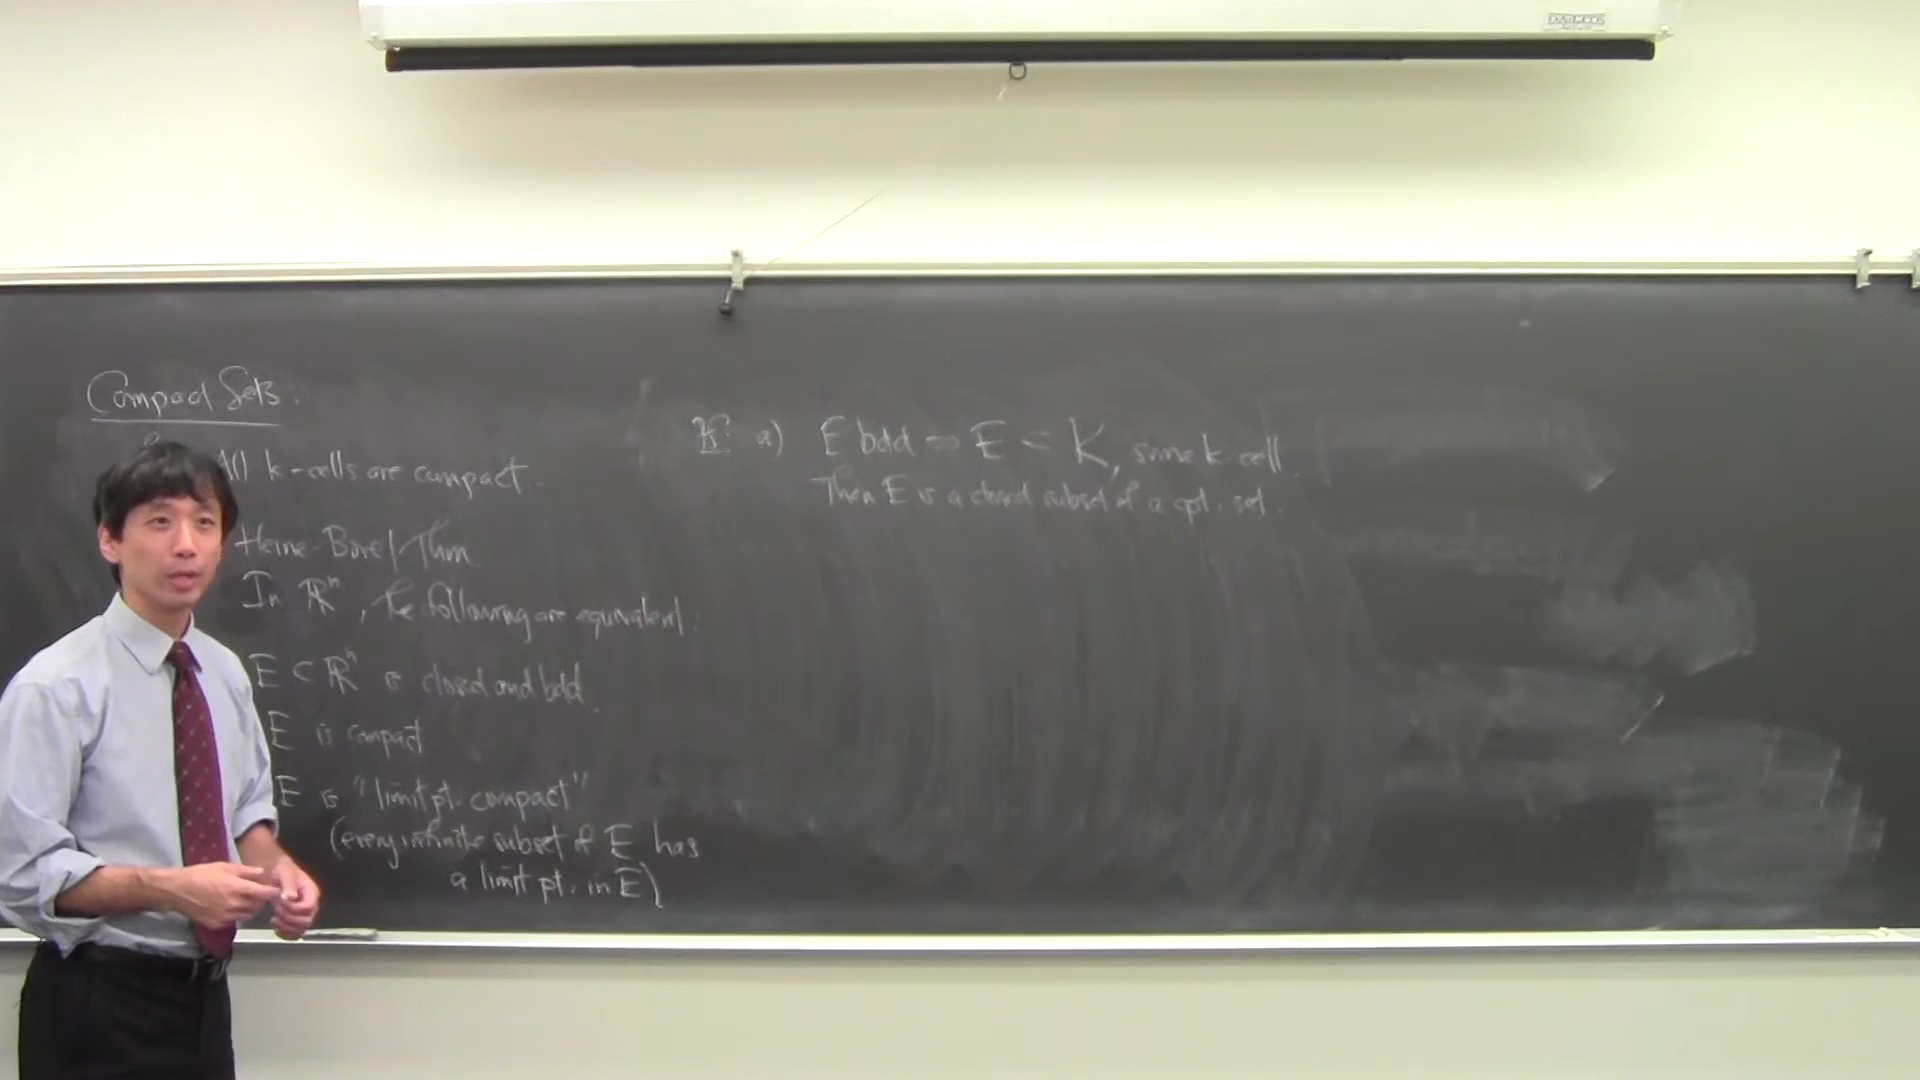 Compact Sets:
All k-cells are compact.
Heine-Borel Thm.
In ℝⁿ, the following are equivalent:
E ⊂ ℝⁿ is closed and bdd.
E is compact
E is "limit pt. compact"
(every infinite subset of E has
a limit pt. in E)
Pf: a) E bdd ⇒ E ⊂ K, some k-cell.
Then E is a closed subset of a cpt. set.